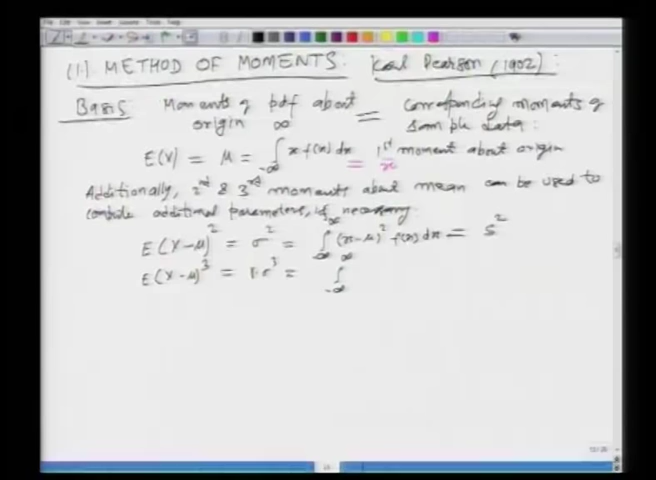 (1.) METHOD OF MOMENTS: Karl Pearson (1902):
Basis Moments of pdf about origin = Corresponding moments of sample data:
E(X) = μ = ∫_{-∞}^{∞} x f(x) dx = 1st moment about origin
x̄
Additionally, 2nd & 3rd moments about mean can be used to
compute additional parameters, if necessary.
E(X-μ)² = σ² = ∫_{-∞}^{∞} (x-μ)² f(x) dx = s²
E(X-μ)³ = σ³ = ∫_{-∞}^{∞}